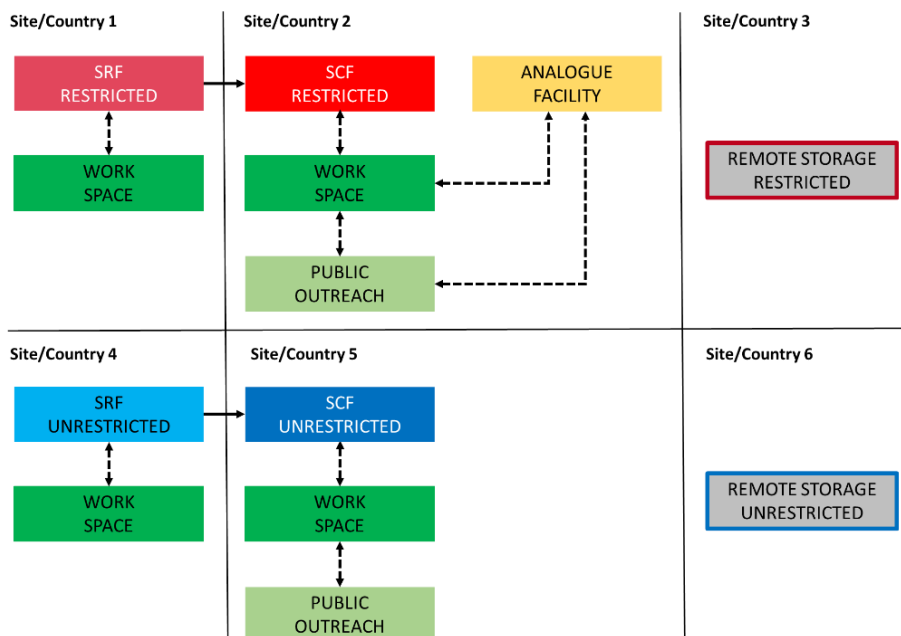 Site/Country 1
Site/Country 2
Site/Country 3
SRF
RESTRICTED
SCF
RESTRICTED
ANALOGUE
FACILITY
WORK
SPACE
WORK
SPACE
REMOTE STORAGE
RESTRICTED
PUBLIC
OUTREACH
Site/Country 4
Site/Country 5
Site/Country 6
SRF
UNRESTRICTED
SCF
UNRESTRICTED
WORK
SPACE
WORK
SPACE
REMOTE STORAGE
UNRESTRICTED
PUBLIC
OUTREACH